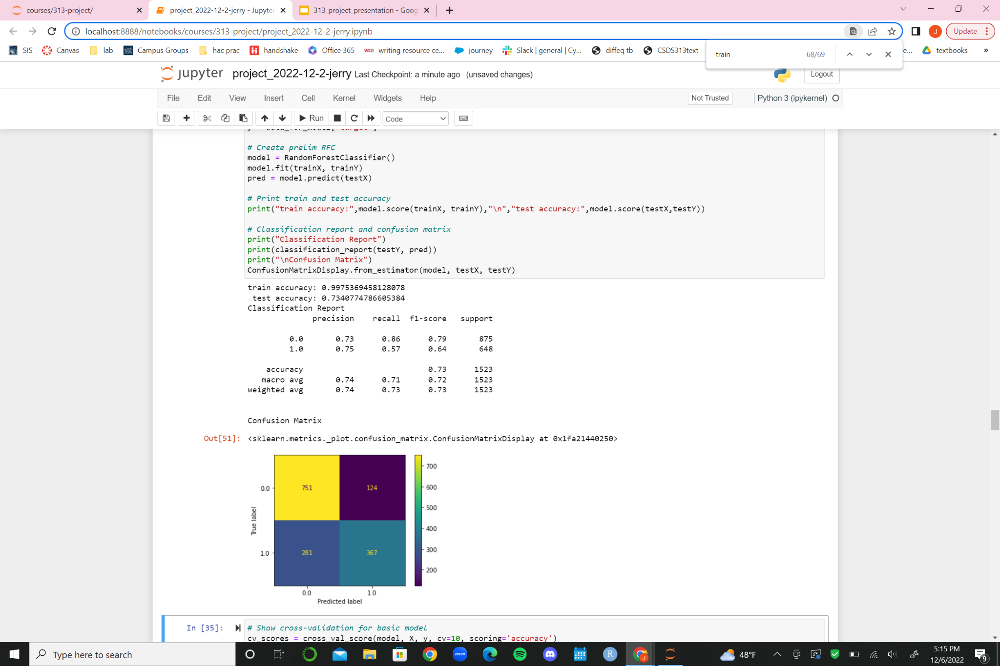 courses/313-project/
project_2022-12-2-jerry - Jupyte
313_project_presentation - Goog
localhost:8888/notebooks/courses/313-project/project_2022-12-2-jerry.ipynb
J
Update
SIS
Canvas
lab
Campus Groups
hac prac
handshake
Office 365
writing resource ce...
journey
Slack | general | Cy...
diffeq tb
CSDS313text
e...
textbooks
»
train
68/69
jupyter
project_2022-12-2-jerry Last Checkpoint: a minute ago (unsaved changes)
Logout
File Edit View Insert Cell Kernel Widgets Help
Not Trusted
Python 3 (ipykernel)
Run
Code
# Create prelim RFC
model = RandomForestClassifier()
model.fit(trainX, trainY)
pred = model.predict(testX)
# Print train and test accuracy
print("train accuracy:",model.score(trainX, trainY),"\n","test accuracy:",model.score(testX,testY))
# Classification report and confusion matrix
print("Classification Report")
print(classification_report(testY, pred))
print("\nConfusion Matrix")
ConfusionMatrixDisplay.from_estimator(model, testX, testY)
train accuracy: 0.9975369458128078
test accuracy: 0.7340774786605384
Classification Report
precision recall f1-score support
0.0 0.73 0.86 0.79 875
1.0 0.75 0.57 0.64 648
accuracy 0.73 1523
macro avg 0.74 0.71 0.72 1523
weighted avg 0.74 0.73 0.73 1523
Confusion Matrix
Out[51]: <sklearn.metrics._plot.confusion_matrix.ConfusionMatrixDisplay at 0x1fa21440250>
True label
0.0
1.0
751 124
281 367
0.0 1.0
Predicted label
700
600
500
400
300
200
In [35]:
# Show cross-validation for basic model
cv_scores = cross_val_score(model, X, y, cv=10, scoring='accuracy')
Type here to search
zoom
R
J
48°F
5:15 PM
12/6/2022
9